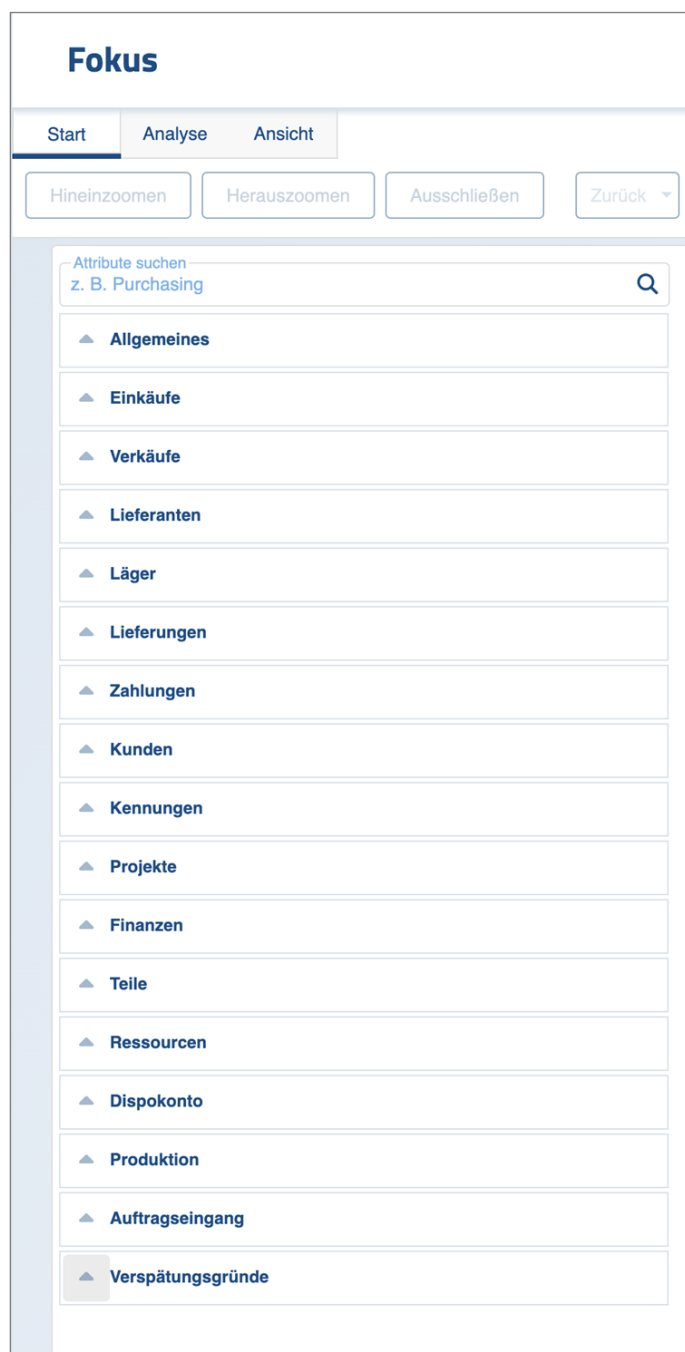 Fokus
Start Analyse Ansicht
Hineinzoomen Herauszoomen Ausschließen Zurück
Attribute suchen
z. B. Purchasing
Allgemeines
Einkäufe
Verkäufe
Lieferanten
Läger
Lieferungen
Zahlungen
Kunden
Kennungen
Projekte
Finanzen
Teile
Ressourcen
Dispokonto
Produktion
Auftragseingang
Verspätungsgründe